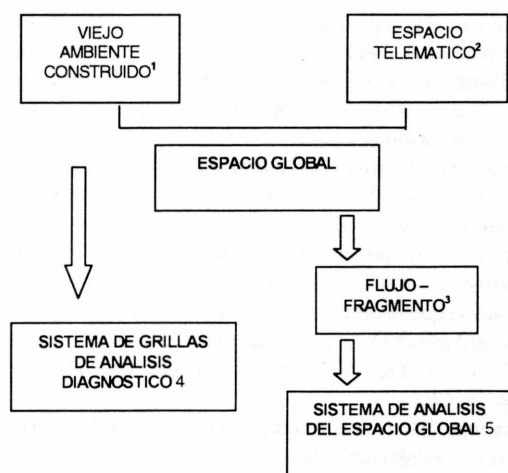 VIEJO
AMBIENTE
CONSTRUIDO¹
ESPACIO
TELEMATICO²
ESPACIO GLOBAL
FLUJO –
FRAGMENTO³
SISTEMA DE GRILLAS
DE ANALISIS
DIAGNOSTICO 4
SISTEMA DE ANALISIS
DEL ESPACIO GLOBAL 5